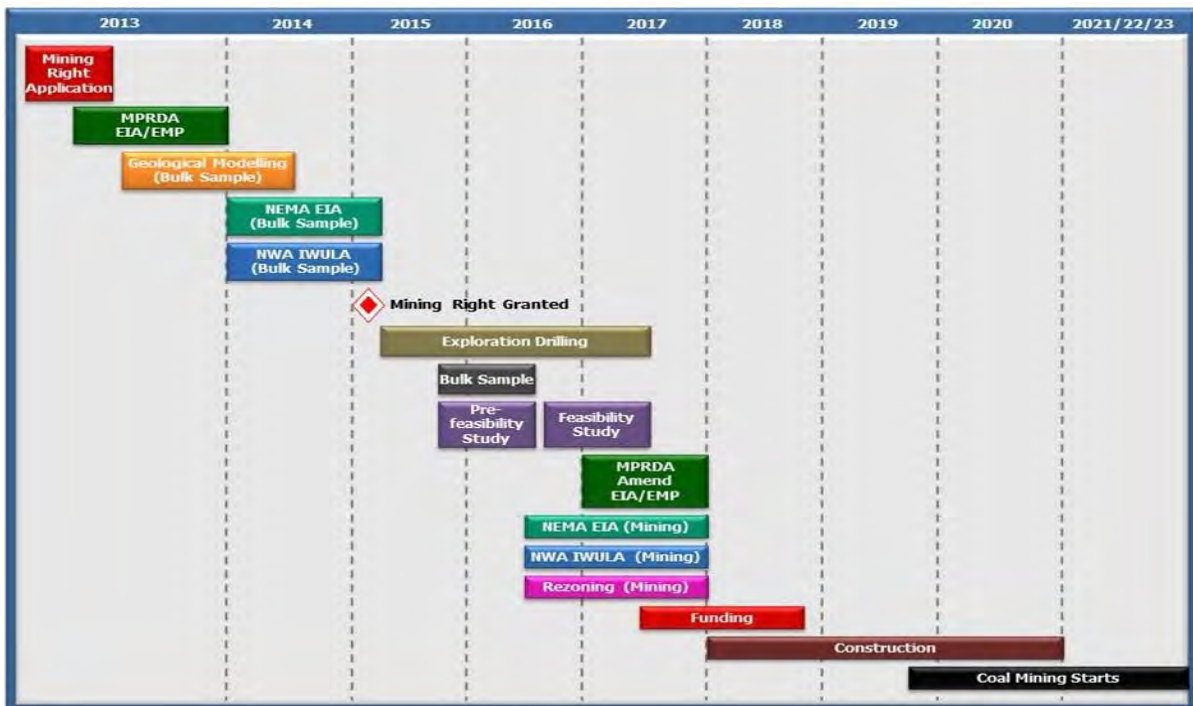 2013 2014 2015 2016 2017 2018 2019 2020 2021/22/23
Mining
Right
Application
MPRDA
EIA/EMP
Geological Modelling
(Bulk Sample)
NEMA EIA
(Bulk Sample)
NWA IWULA
(Bulk Sample)
Mining Right Granted
Exploration Drilling
Bulk Sample
Pre-
feasibility
Study
Feasibility
Study
MPRDA
Amend
EIA/EMP
NEMA EIA (Mining)
NWA IWULA (Mining)
Rezoning (Mining)
Funding
Construction
Coal Mining Starts